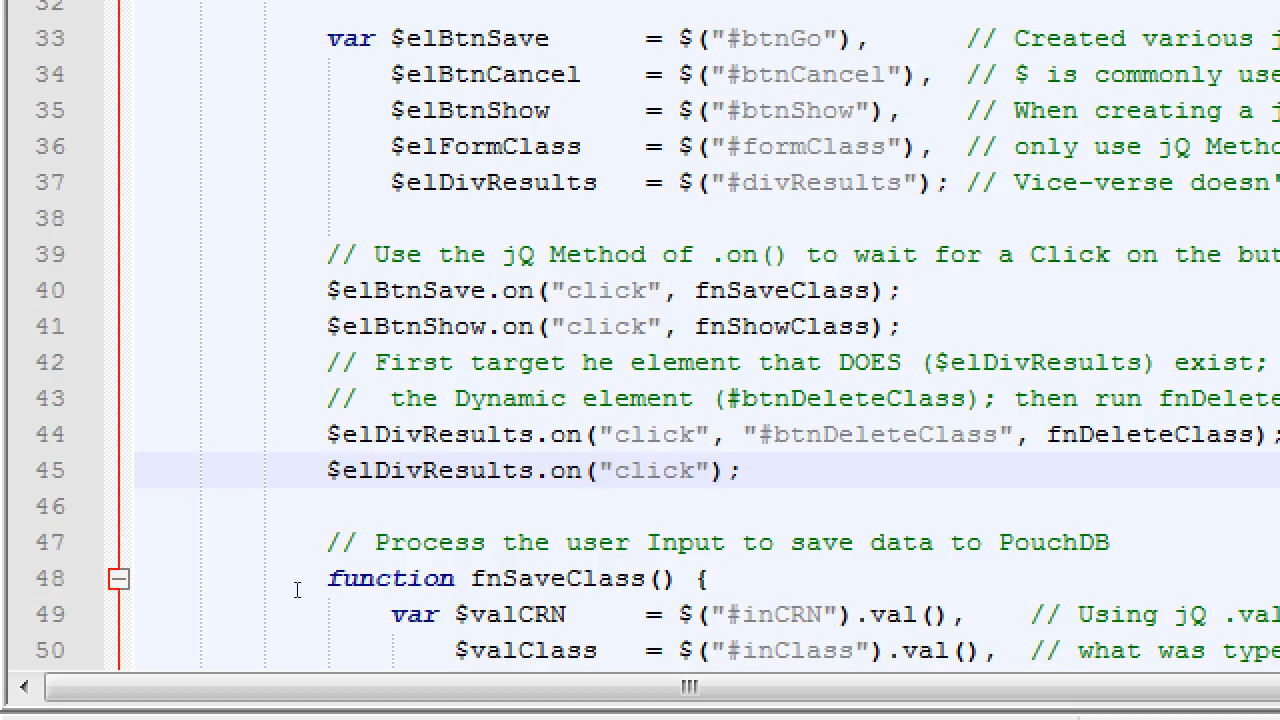 32
33 var $elBtnSave = $("#btnGo"), // Created various j
34 $elBtnCancel = $("#btnCancel"), // $ is commonly use
35 $elBtnShow = $("#btnShow"), // When creating a j
36 $elFormClass = $("#formClass"), // only use jQ Metho
37 $elDivResults = $("#divResults"); // Vice-verse doesn'
38
39 // Use the jQ Method of .on() to wait for a Click on the but
40 $elBtnSave.on("click", fnSaveClass);
41 $elBtnShow.on("click", fnShowClass);
42 // First target he element that DOES ($elDivResults) exist;
43 // the Dynamic element (#btnDeleteClass); then run fnDelete
44 $elDivResults.on("click", "#btnDeleteClass", fnDeleteClass);
45 $elDivResults.on("click");
46
47 // Process the user Input to save data to PouchDB
48 function fnSaveClass() {
49 var $valCRN = $("#inCRN").val(), // Using jQ .val
50 $valClass = $("#inClass").val(), // what was type